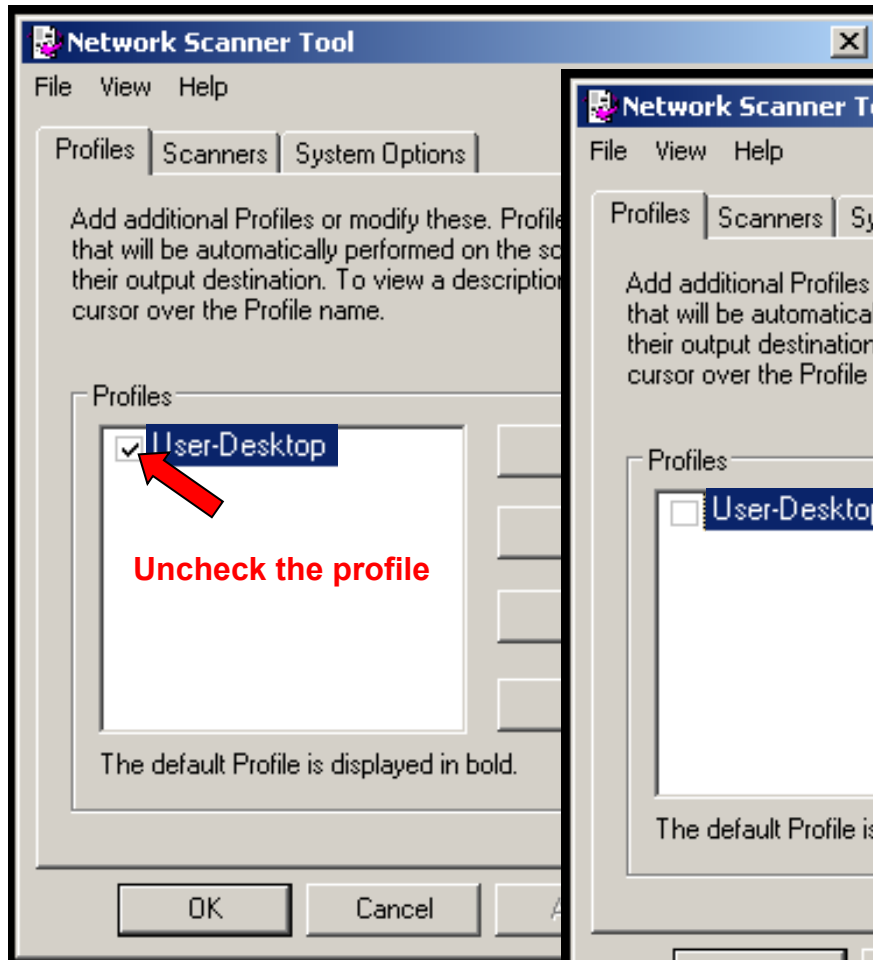 Network Scanner Tool
File View Help
Profiles Scanners System Options
Add additional Profiles or modify these. Profile
that will be automatically performed on the sc
their output destination. To view a description
cursor over the Profile name.
Profiles
User-Desktop
Uncheck the profile
The default Profile is displayed in bold.
OK Cancel
Network Scanner
File View Help
Profiles Scanners
Add additional Profiles
that will be
their output destination
cursor over the Profile
Profiles
User-Desktop
The default Profile is